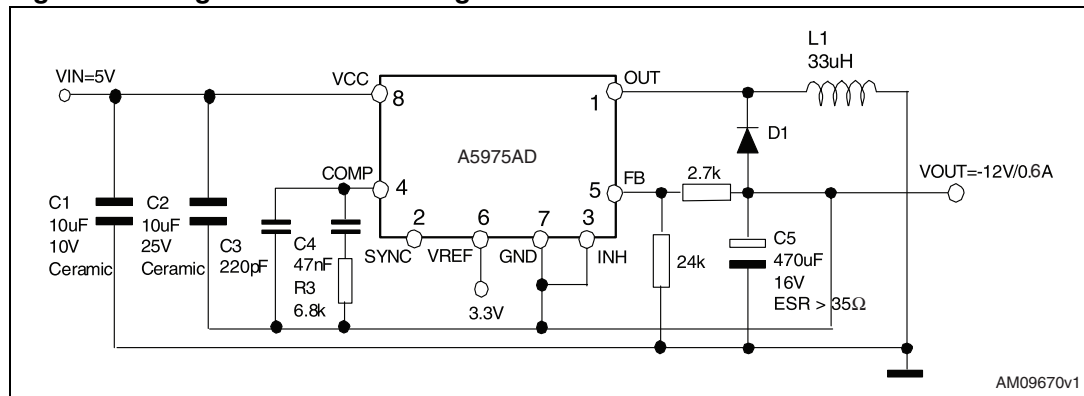 L1
33uH
VIN=5V
VCC
OUT
8
1
D1
A5975AD
COMP
4
5
FB
2.7k
VOUT=-12V/0.6A
C1
10uF
10V
Ceramic
C2
10uF
25V
Ceramic
C3
220pF
C4
47nF
R3
6.8k
2
6
7
3
SYNC
VREF
GND
INH
3.3V
24k
C5
470uF
16V
ESR > 35Ω
AM09670v1